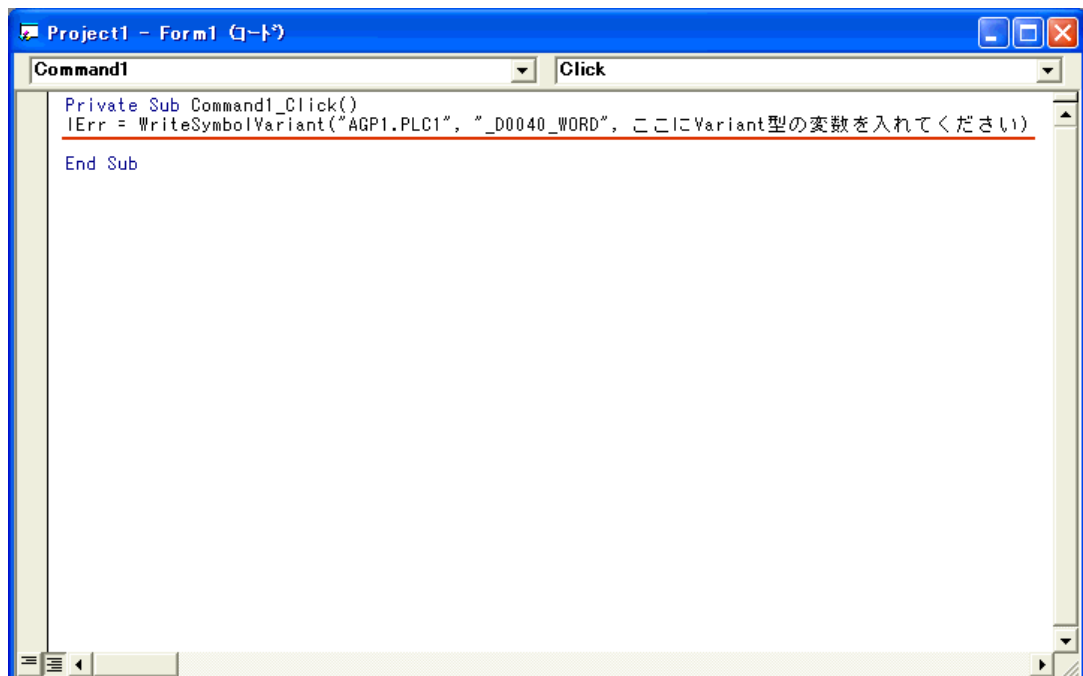 Project1 - Form1 (ｺｰﾄﾞ)
Command1
Click
Private Sub Command1_Click()
lErr = WriteSymbolVariant("AGP1.PLC1", "_D0040_WORD", ここにVariant型の変数を入れてください)
End Sub